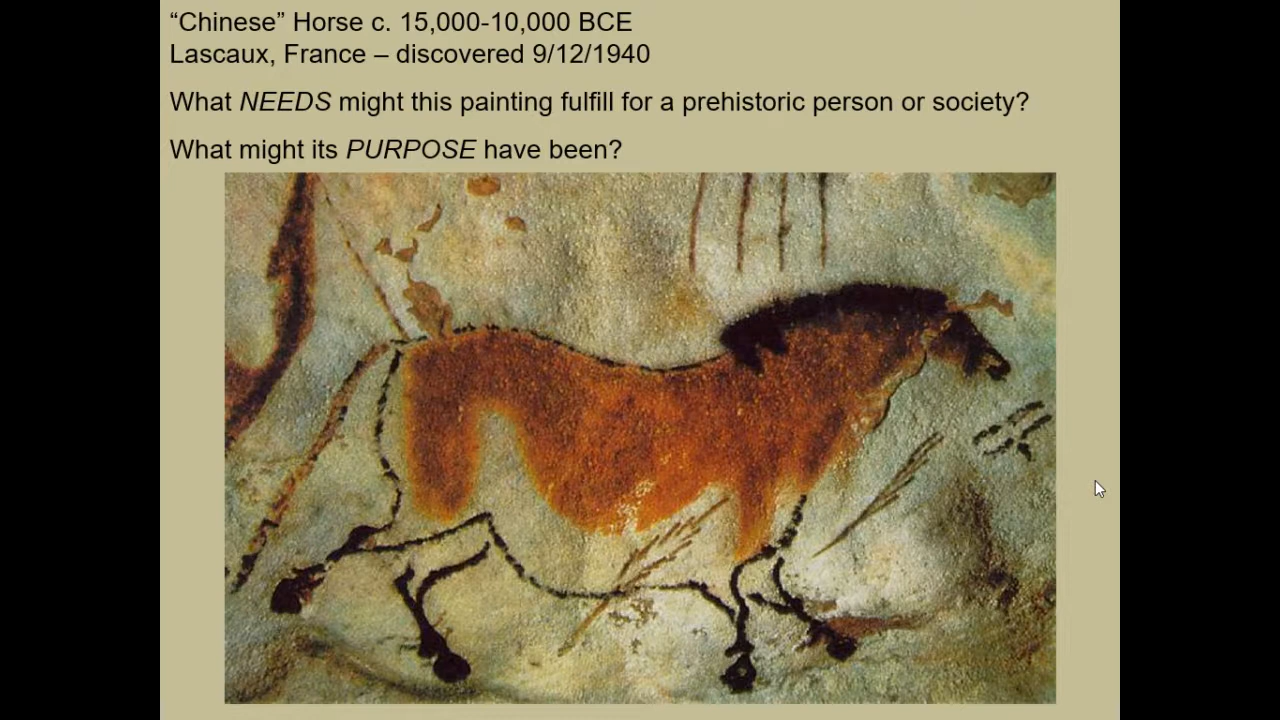 “Chinese” Horse c. 15,000-10,000 BCE
Lascaux, France – discovered 9/12/1940
What NEEDS might this painting fulfill for a prehistoric person or society?
What might its PURPOSE have been?